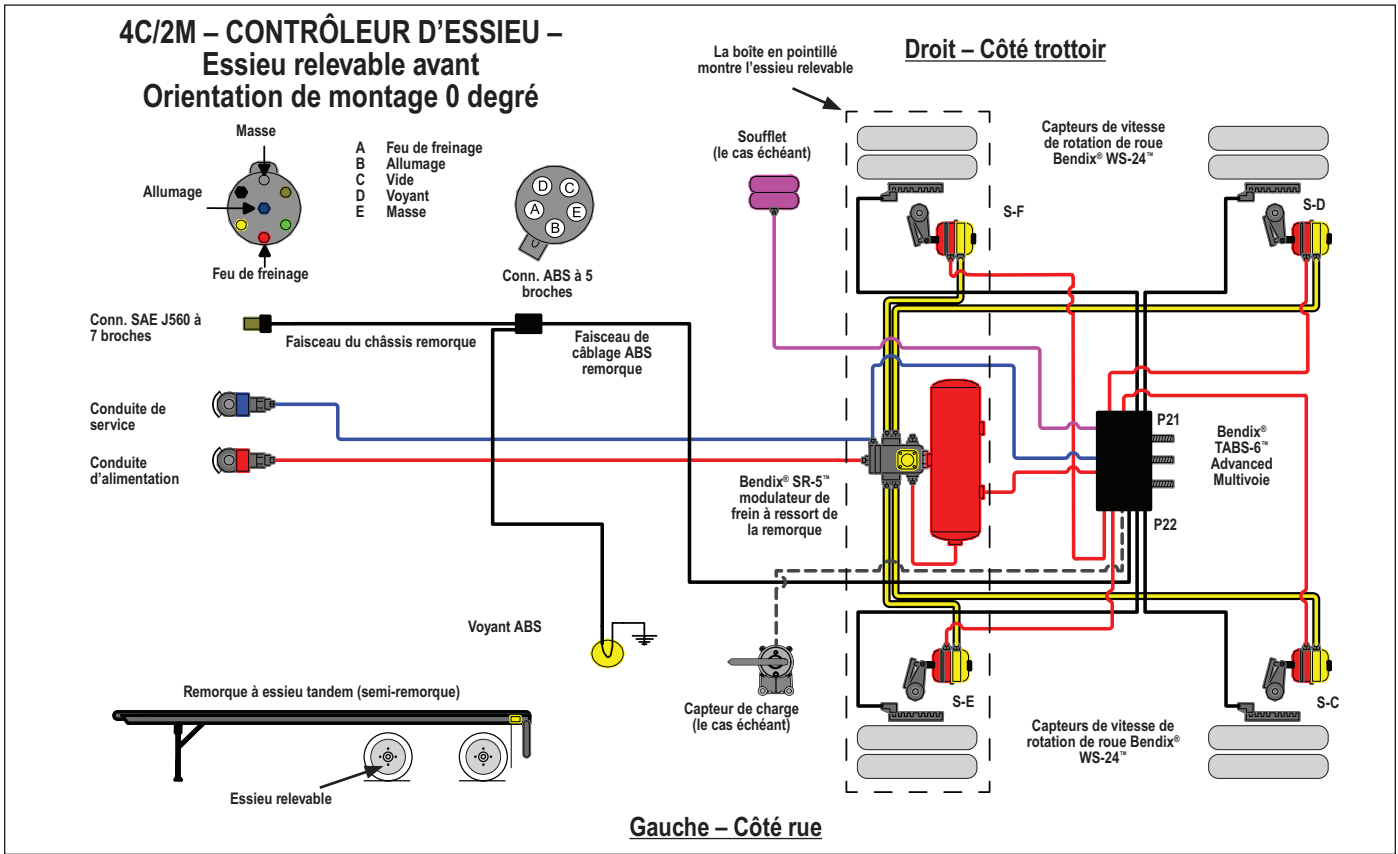 4C/2M – CONTRÔLEUR D’ESSIEU –
Essieu relevable avant
Orientation de montage 0 degré
La boîte en pointillé
montre l’essieu relevable
Droit – Côté trottoir
Masse
Allumage
Feu de freinage
A Feu de freinage
B Allumage
C Vide
D Voyant
E Masse
D
C
A
E
B
Conn. ABS à 5
broches
Soufflet
(le cas échéant)
Capteurs de vitesse
de rotation de roue
Bendix® WS-24™
S-F
S-D
Conn. SAE J560 à
7 broches
Faisceau du châssis remorque
Faisceau de
câblage ABS
remorque
Conduite de
service
Conduite
d’alimentation
Bendix® SR-5™
modulateur de
frein à ressort de
la remorque
P21
Bendix®
TABS-6™
Advanced
Multivoie
P22
Voyant ABS
Capteur de charge
(le cas échéant)
S-E
S-C
Capteurs de vitesse de
rotation de roue Bendix®
WS-24™
Remorque à essieu tandem (semi-remorque)
Essieu relevable
Gauche – Côté rue